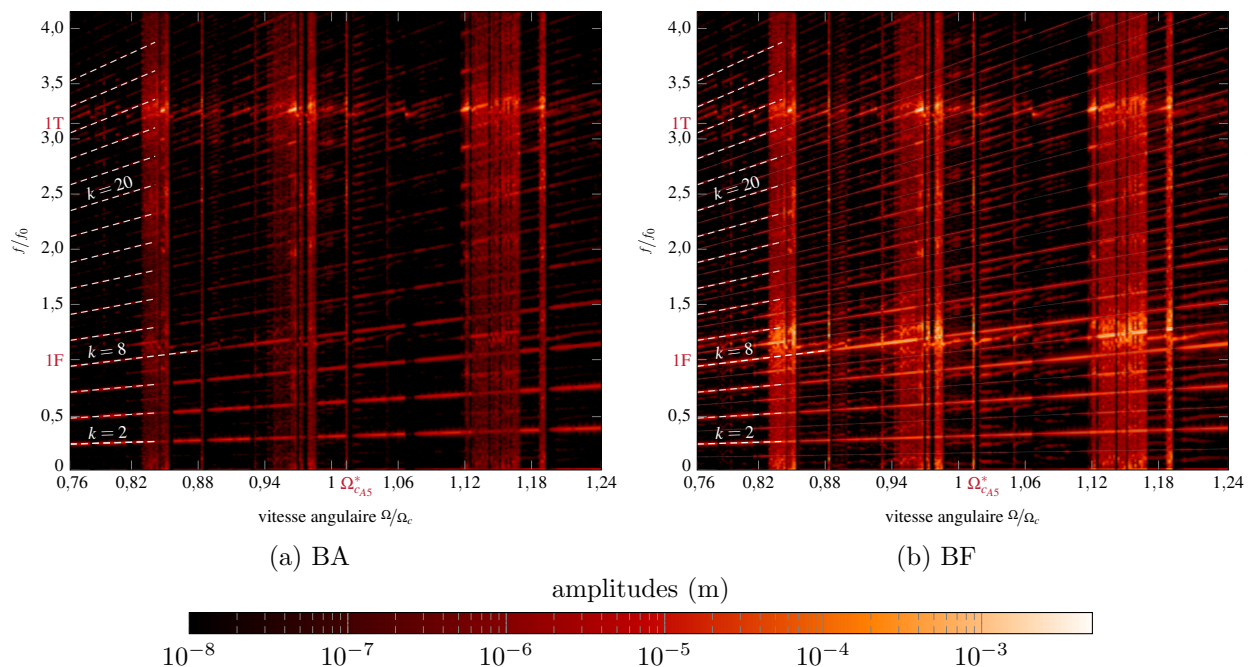 4,0
3,5
1T
3,0
k = 20
2,5
f/f₀
2,0
1,5
k = 8
1F
0,5
k = 2
0
0,76 0,82 0,88 0,94 1 Ω*cA5 1,06 1,12 1,18 1,24
vitesse angulaire Ω/Ωc
(a) BA
4,0
3,5
1T
3,0
k = 20
2,5
f/f₀
2,0
1,5
k = 8
1F
0,5
k = 2
0
0,76 0,82 0,88 0,94 1 Ω*cA5 1,06 1,12 1,18 1,24
vitesse angulaire Ω/Ωc
(b) BF
amplitudes (m)
10⁻⁸ 10⁻⁷ 10⁻⁶ 10⁻⁵ 10⁻⁴ 10⁻³